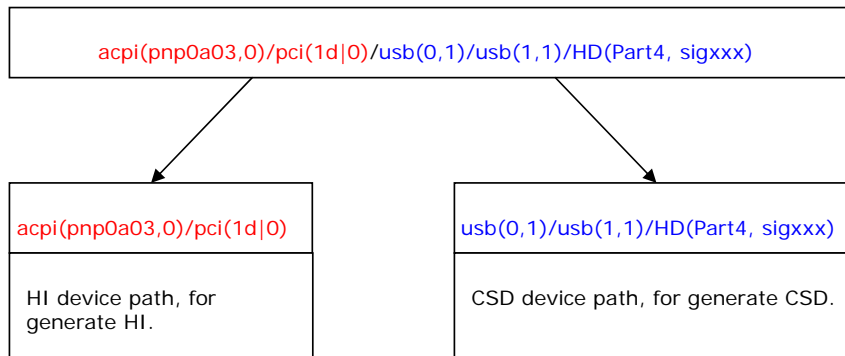 acpi(pnp0a03,0)/pci(1d|0)/usb(0,1)/usb(1,1)/HD(Part4, sigxxx)
acpi(pnp0a03,0)/pci(1d|0)
HI device path, for
generate HI.
usb(0,1)/usb(1,1)/HD(Part4, sigxxx)
CSD device path, for generate CSD.